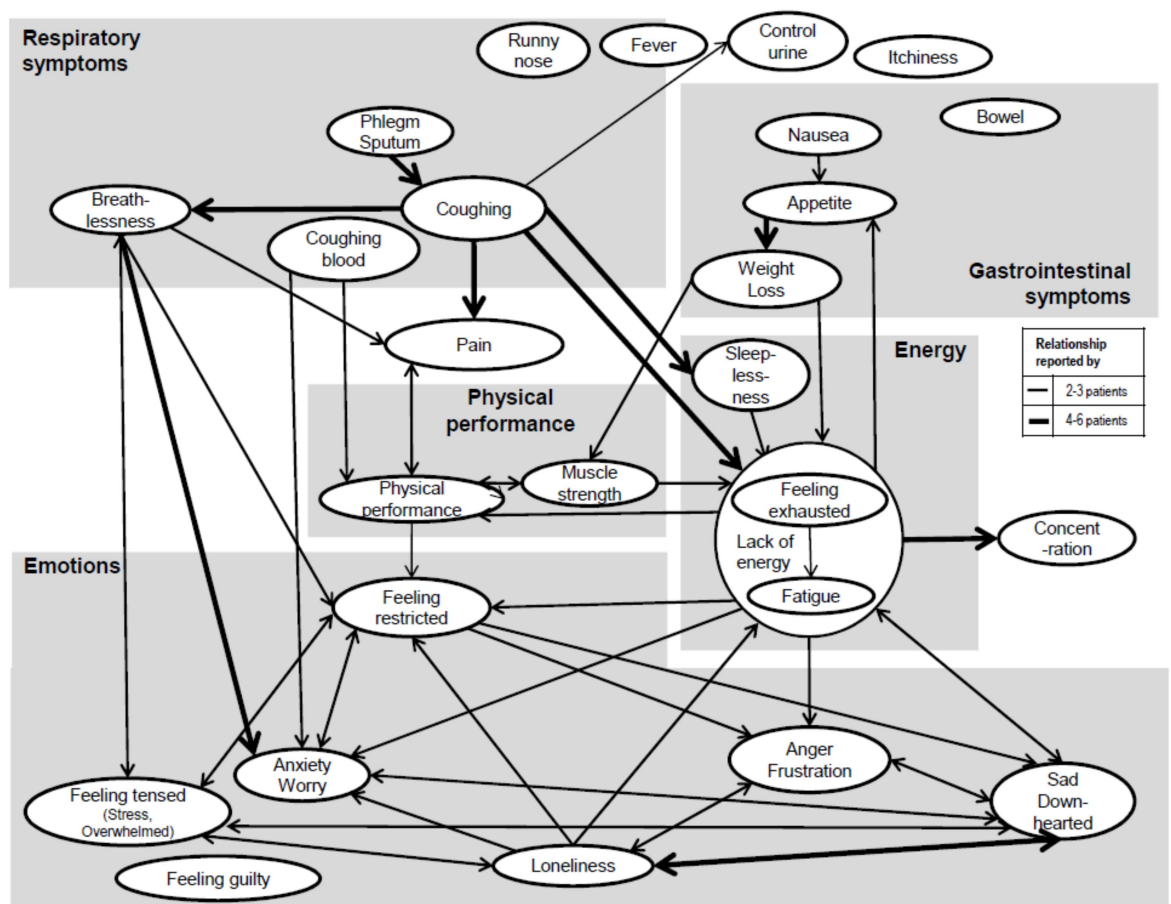 Respiratory
symptoms
Runny
nose
Fever
Control
urine
Itchiness
Phlegm
Sputum
Nausea
Bowel
Breath-
lessness
Coughing
Appetite
Coughing
blood
Weight
Loss
Gastrointestinal
symptoms
Pain
Sleep-
less-
ness
Energy
Relationship
reported by
2-3 patients
4-6 patients
Physical
performance
Physical
performance
Muscle
strength
Feeling
exhausted
Lack of
energy
Fatigue
Concent
-ration
Emotions
Feeling
restricted
Anxiety
Worry
Anger
Frustration
Sad
Down-
hearted
Feeling tensed
(Stress,
Overwhelmed)
Loneliness
Feeling guilty